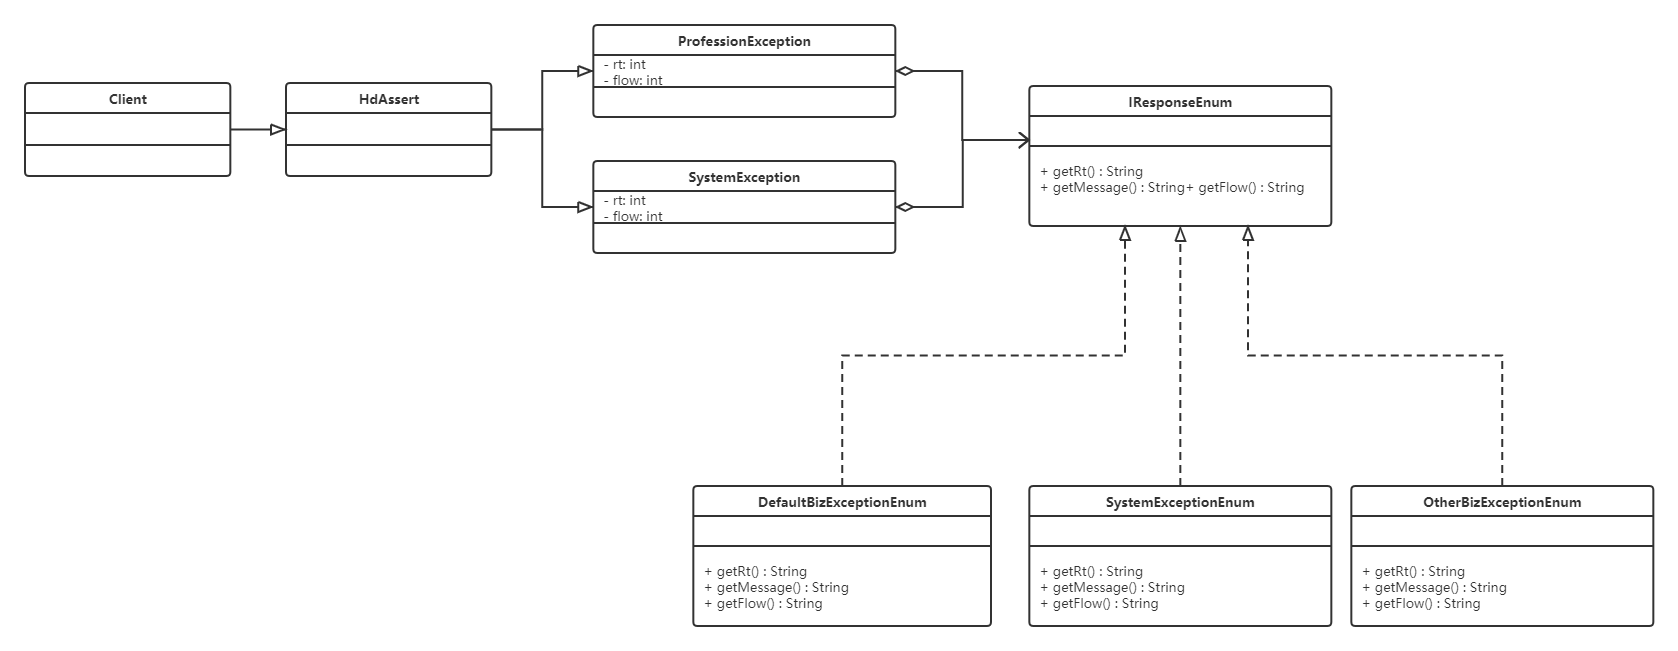 ProfessionException
- rt: int
- flow: int
Client
HdAssert
IResponseEnum
+ getRt() : String
+ getMessage() : String+ getFlow() : String
SystemException
- rt: int
- flow: int
DefaultBizExceptionEnum
+ getRt() : String
+ getMessage() : String
+ getFlow() : String
SystemExceptionEnum
+ getRt() : String
+ getMessage() : String
+ getFlow() : String
OtherBizExceptionEnum
+ getRt() : String
+ getMessage() : String
+ getFlow() : String